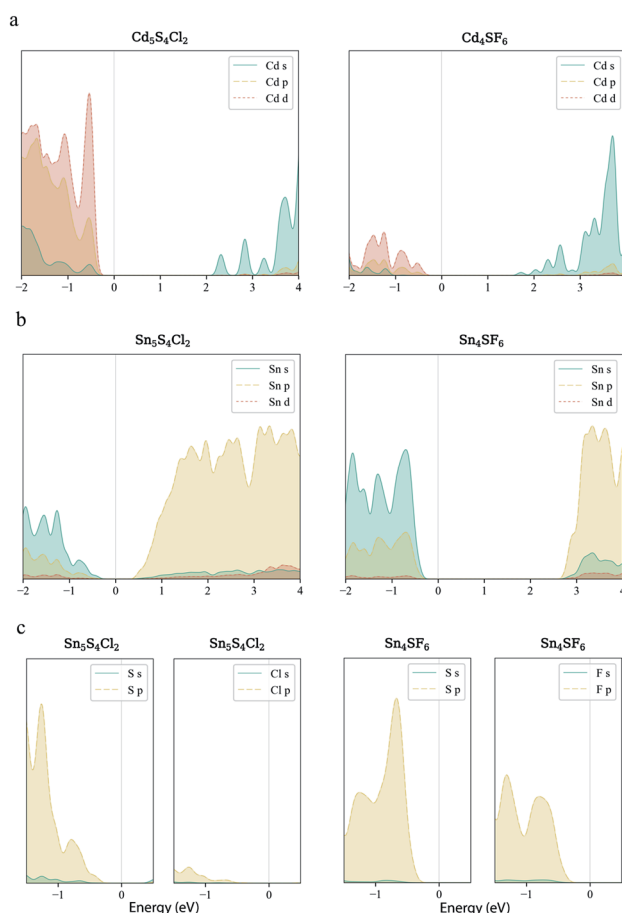 a
Cd₅S₄Cl₂
Cd₄SF₆
Cd s
Cd p
Cd d
Cd s
Cd p
Cd d
−2 −1 0 1 2 3 4
−2 −1 0 1 2 3 4
b
Sn₅S₄Cl₂
Sn₄SF₆
Sn s
Sn p
Sn d
Sn s
Sn p
Sn d
−2 −1 0 1 2 3 4
−2 −1 0 1 2 3 4
c
Sn₅S₄Cl₂
Sn₅S₄Cl₂
Sn₄SF₆
Sn₄SF₆
S s
S p
Cl s
Cl p
S s
S p
F s
F p
−1 0
−1 0
−1 0
−1 0
Energy (eV)
Energy (eV)